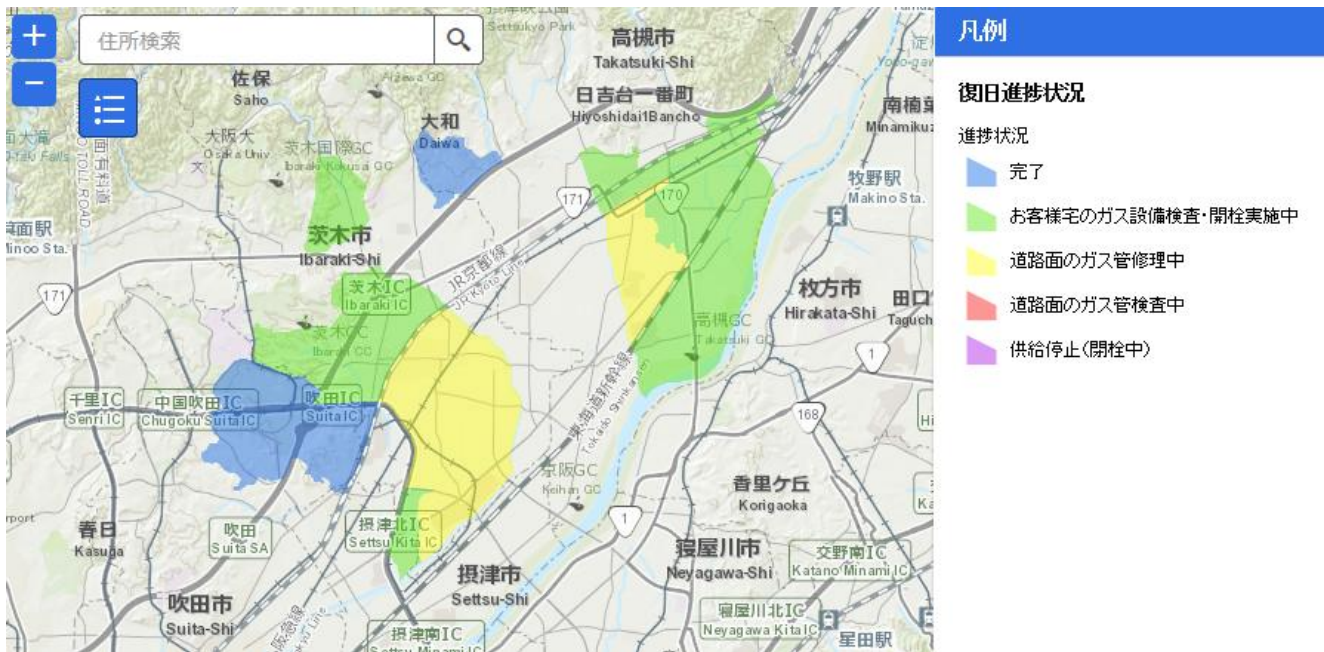 +
−
住所検索
高槻市
Takatsuki-Shi
佐保
Saho
日吉台一番町
Hiyoshidai1Bancho
大和
Daiwa
大阪大
Osaka Univ.
茨木国際GC
Ibaraki Kokusai GC
171
170
牧野駅
Makino Sta.
茨木市
Ibaraki-Shi
JR京都線
JR Kyoto Line
茨木IC
Ibaraki IC
171
枚方市
Hirakata-Shi
高槻GC
Takatsuki GC
茨木CC
Ibaraki CC
1
千里IC
Senri IC
中国吹田IC
Chugoku Suita IC
吹田IC
Suita IC
東海道新幹線
Tokaido Shinkansen
168
京阪GC
Keihan GC
香里ケ丘
Korigaoka
春日
Kasuga
吹田
Suita SA
摂津北IC
Settsu Kita IC
1
寝屋川市
Neyagawa-Shi
交野南IC
Katano Minami IC
摂津市
Settsu-Shi
吹田市
Suita-Shi
寝屋川北IC
Neyagawa Kita IC
摂津南IC
Settsu Minami IC
星田駅
凡例
復旧進捗状況
進捗状況
完了
お客様宅のガス設備検査・開栓実施中
道路面のガス管修理中
道路面のガス管検査中
供給停止(閉栓中)